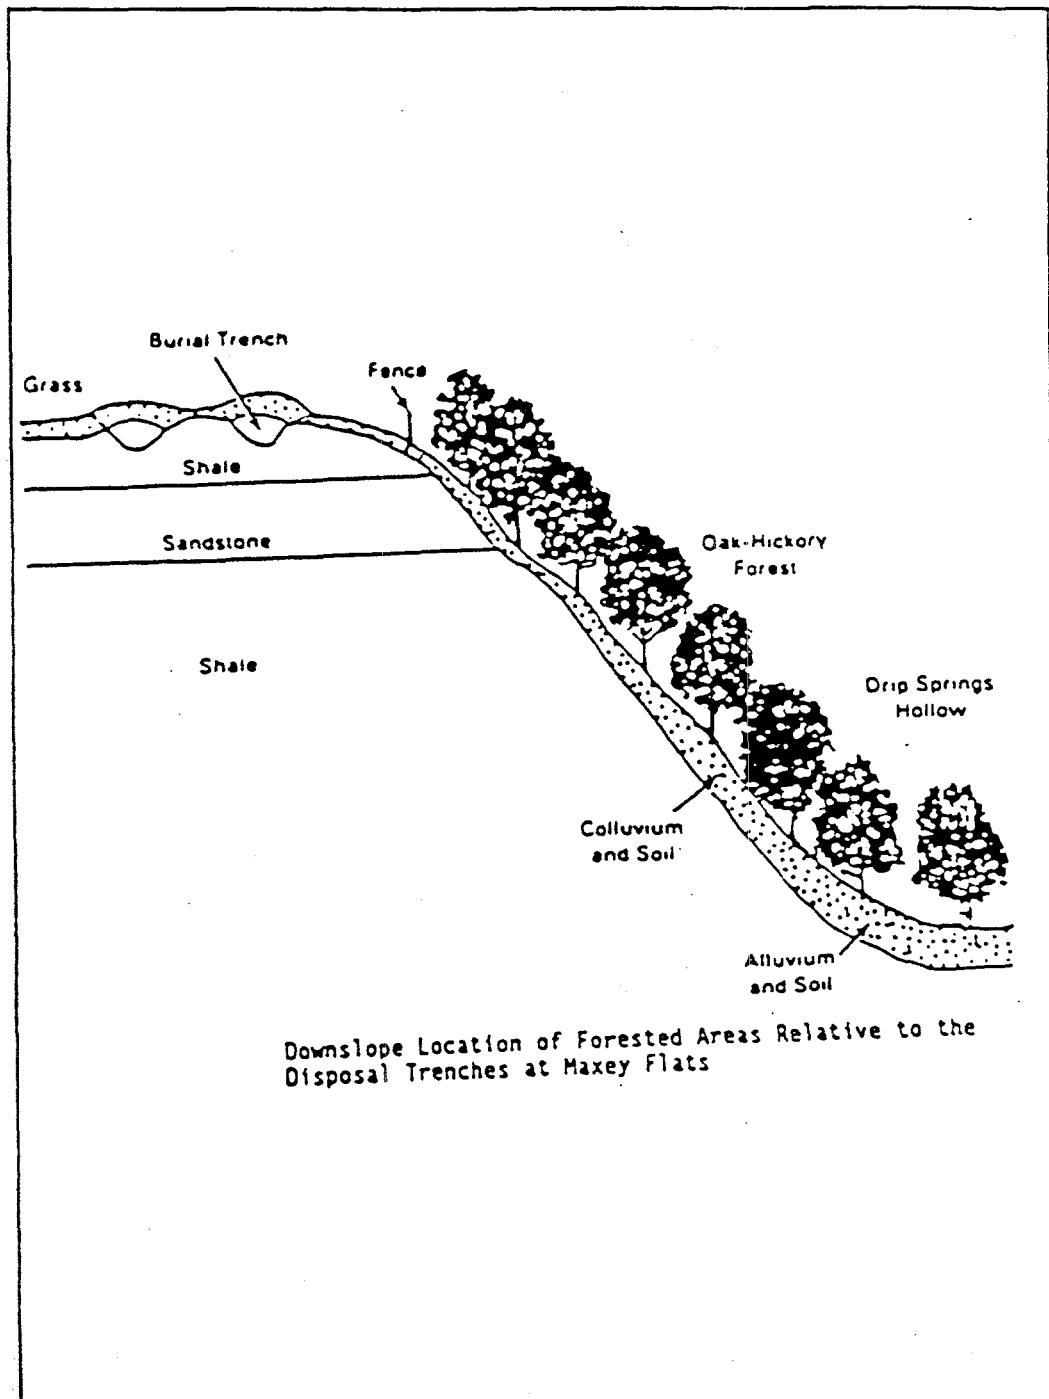 Burial Trench
Grass
Fence
Shale
Sandstone
Oak-Hickory
Forest
Shale
Drip Springs
Hollow
Colluvium
and Soil
Alluvium
and Soil
Downslope Location of Forested Areas Relative to the
Disposal Trenches at Maxey Flats